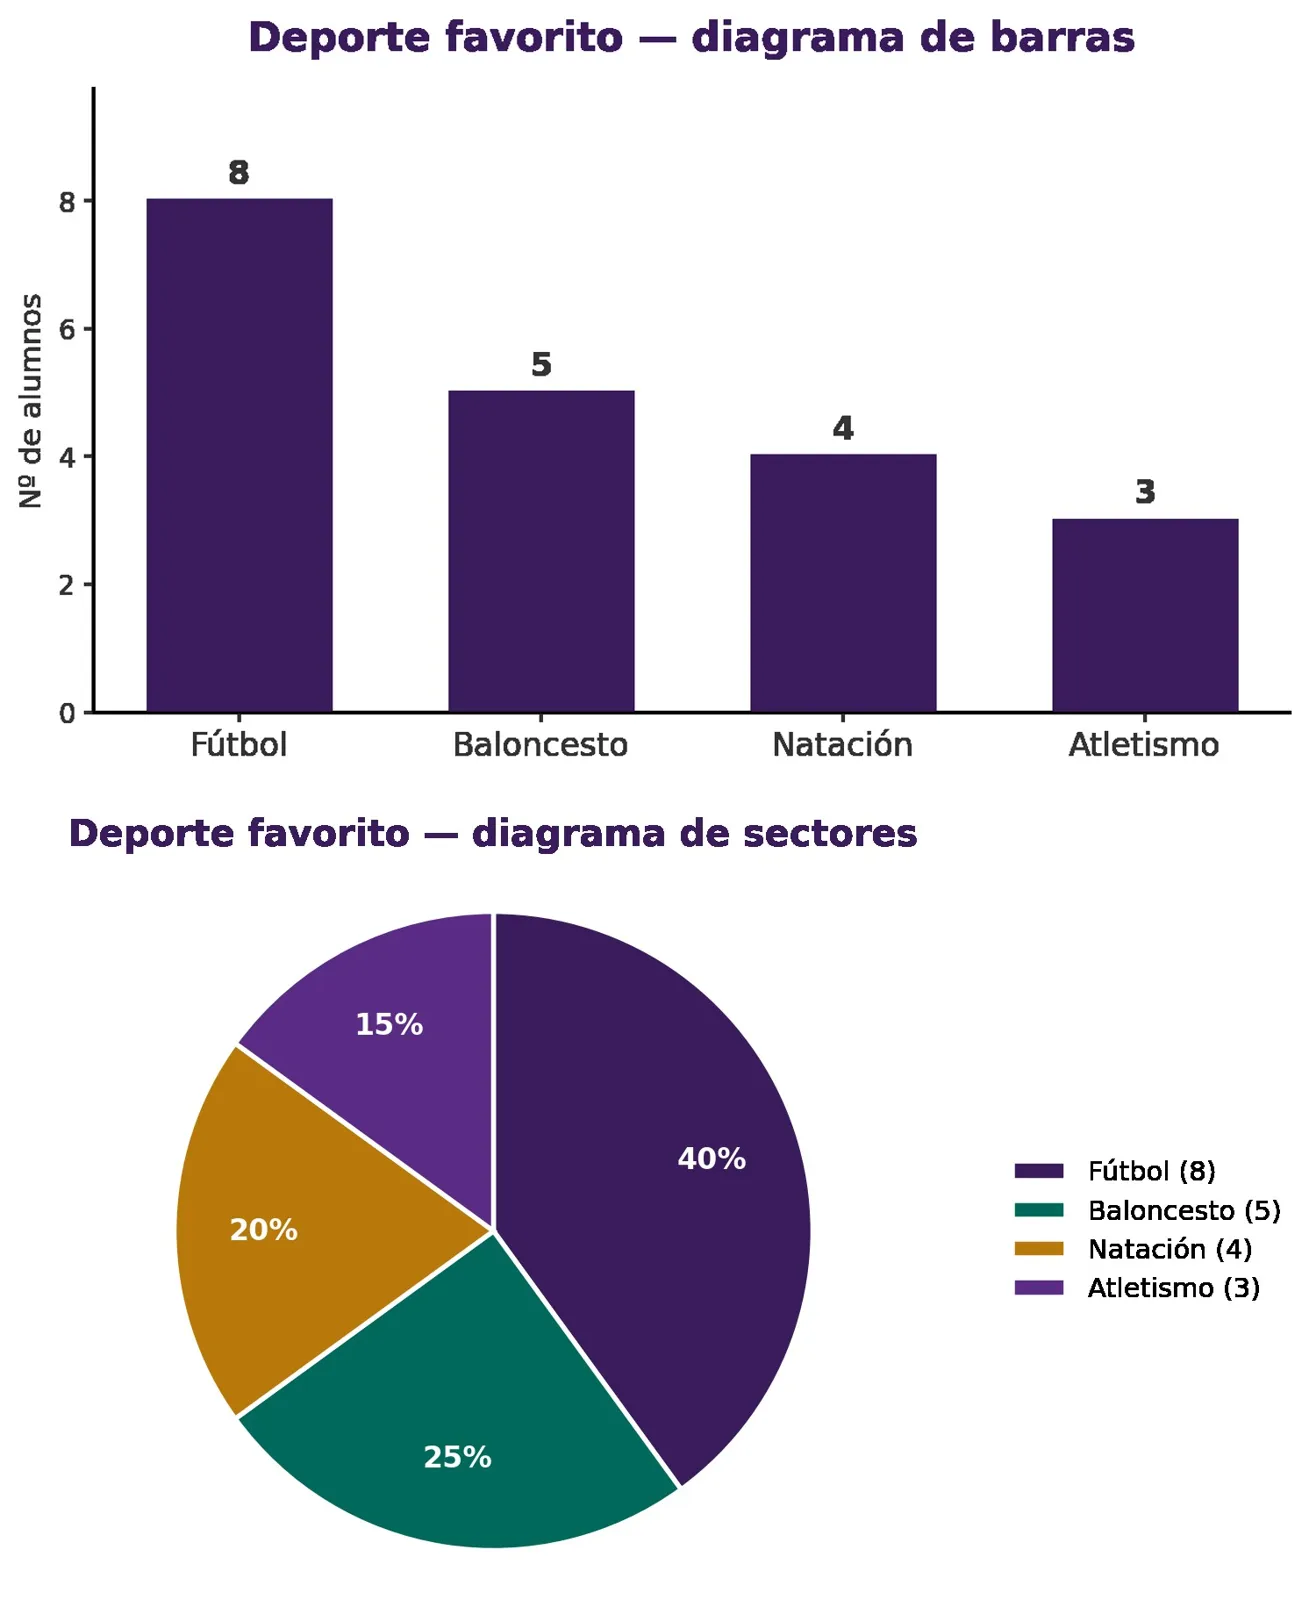 Deporte favorito — diagrama de barras
Nº de alumnos
8
6
4
2
0
8
5
4
3
Fútbol
Baloncesto
Natación
Atletismo
Deporte favorito — diagrama de sectores
15%
40%
20%
25%
Fútbol (8)
Baloncesto (5)
Natación (4)
Atletismo (3)